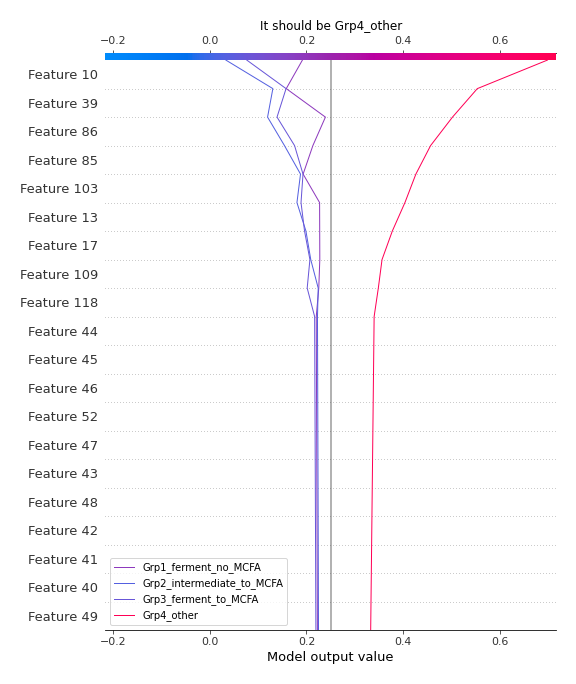 It should be Grp4_other
−0.2 0.0 0.2 0.4 0.6
Feature 10
Feature 39
Feature 86
Feature 85
Feature 103
Feature 13
Feature 17
Feature 109
Feature 118
Feature 44
Feature 45
Feature 46
Feature 52
Feature 47
Feature 43
Feature 48
Feature 42
Feature 41
Feature 40
Feature 49
Grp1_ferment_no_MCFA
Grp2_intermediate_to_MCFA
Grp3_ferment_to_MCFA
Grp4_other
−0.2 0.0 0.2 0.4 0.6
Model output value